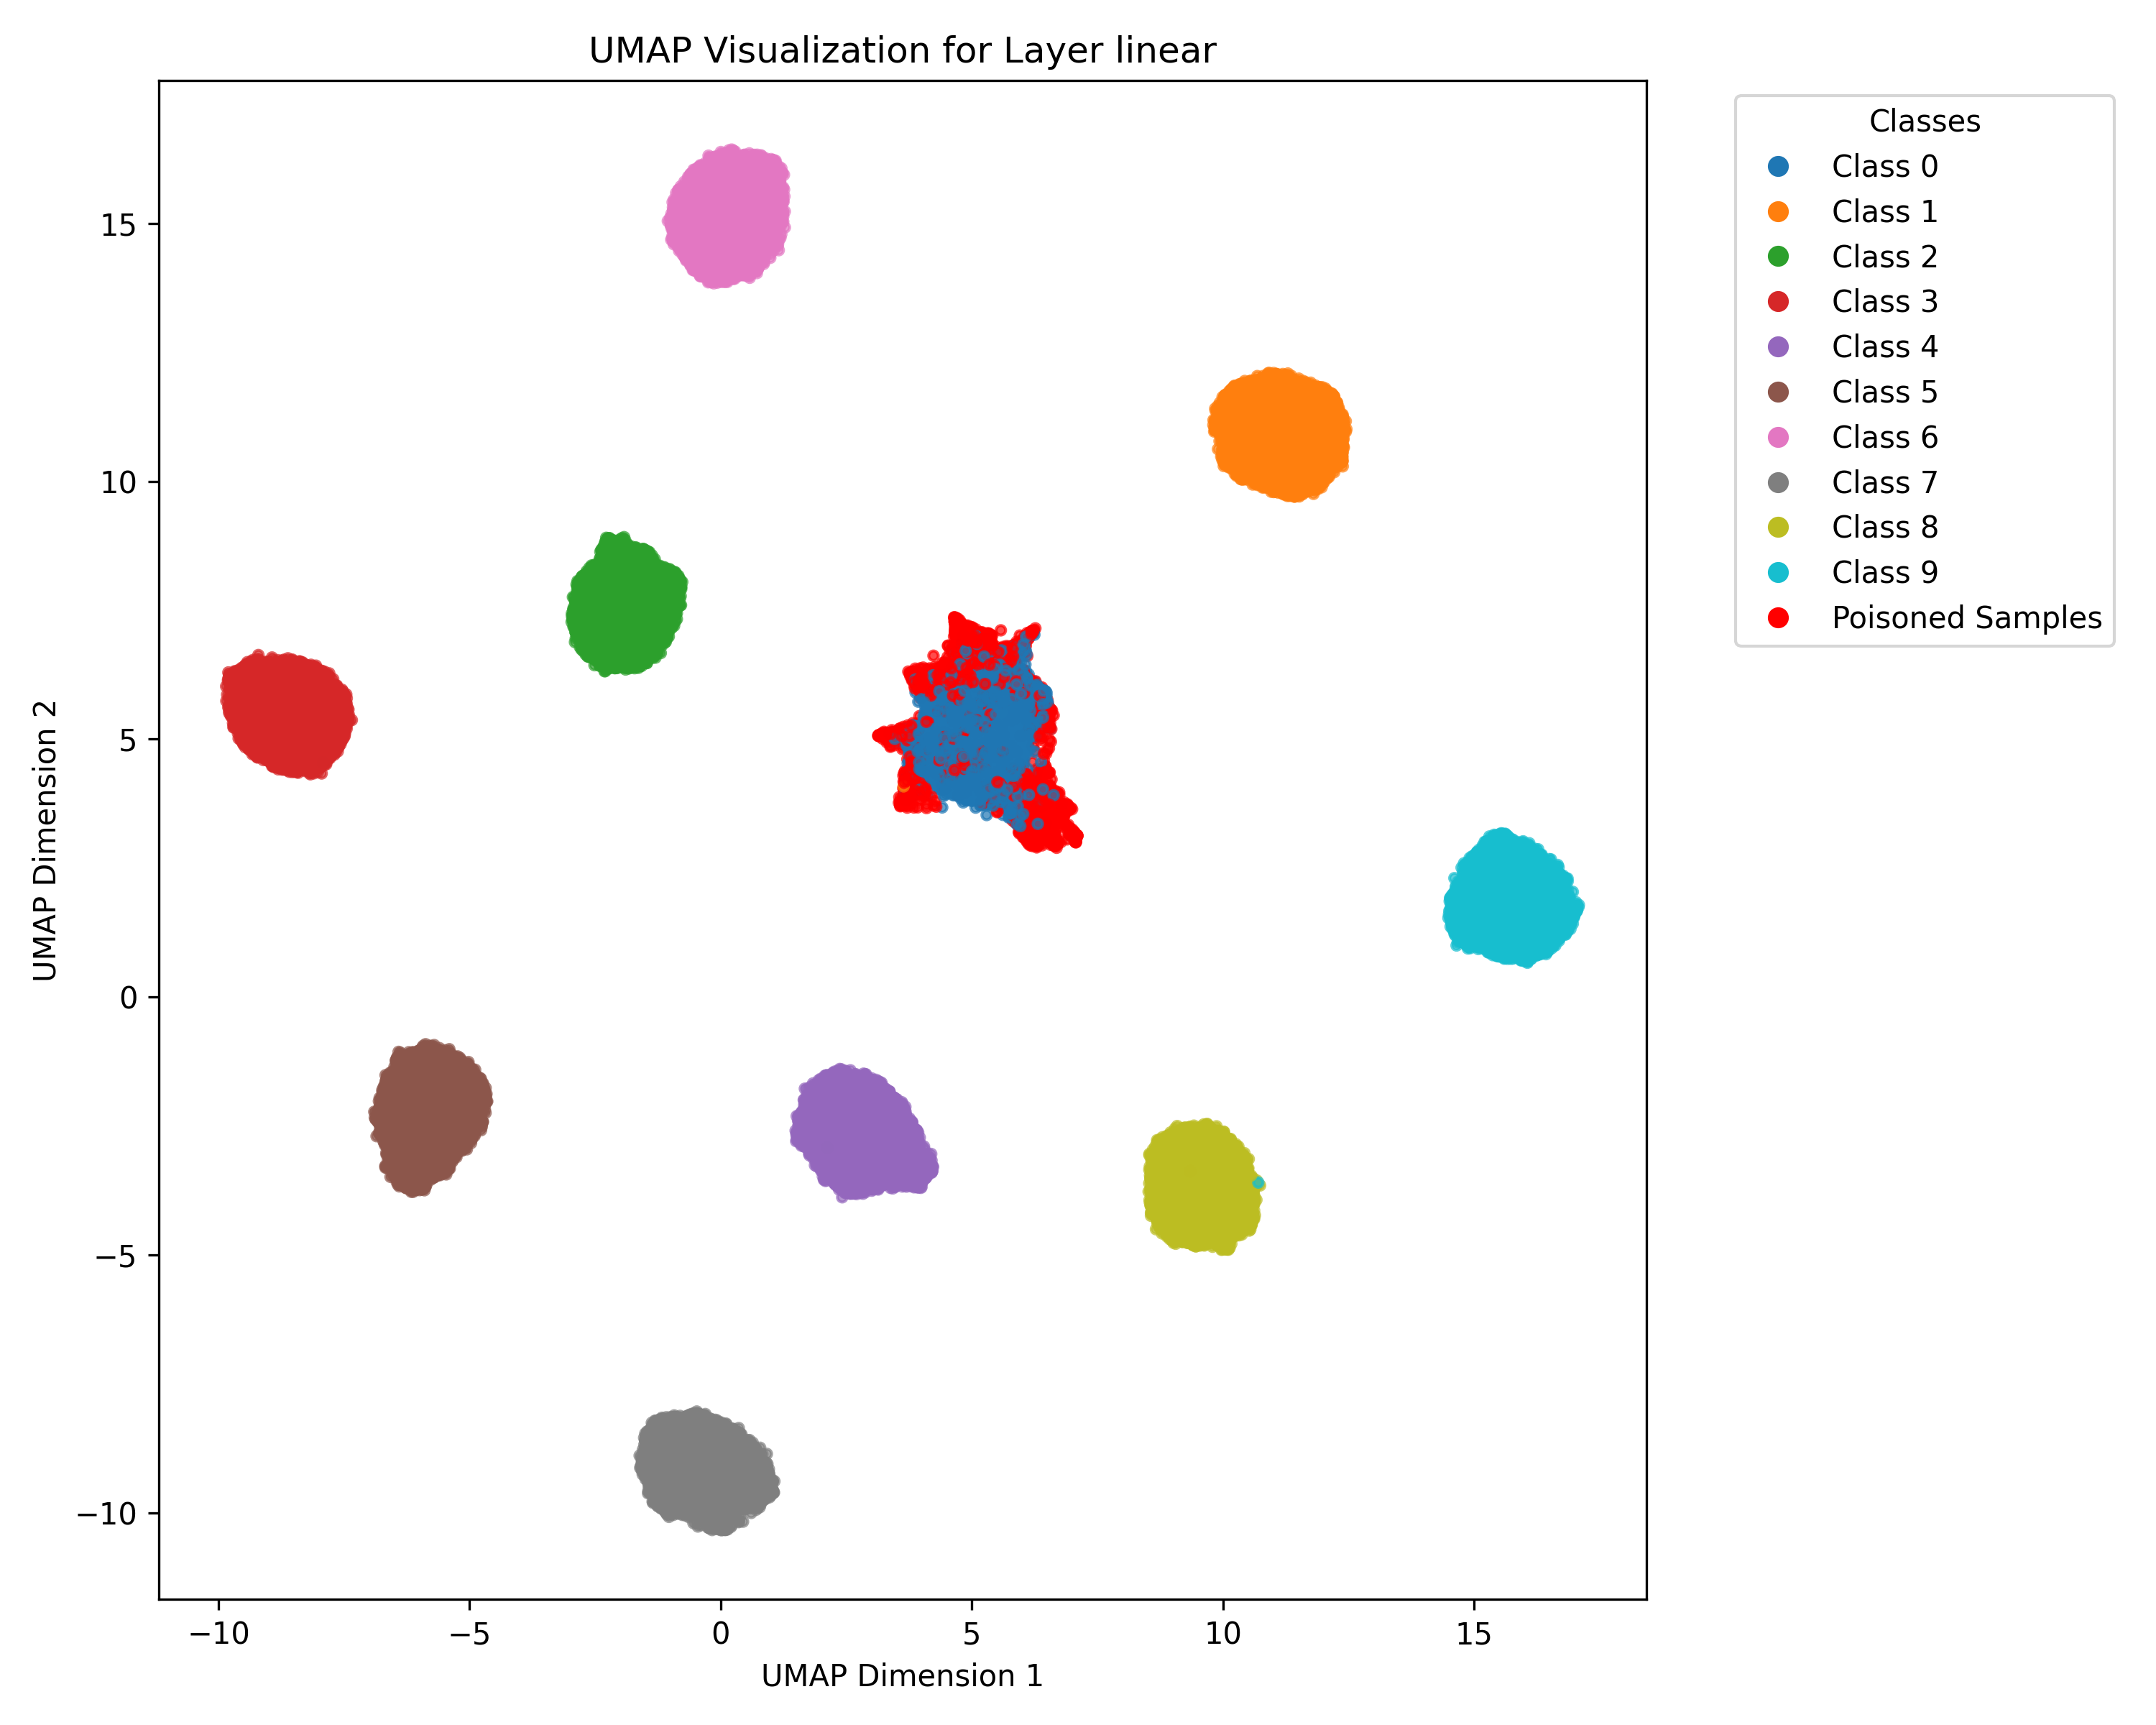 UMAP Visualization for Layer linear
Classes
Class 0
Class 1
Class 2
Class 3
Class 4
Class 5
Class 6
Class 7
Class 8
Class 9
Poisoned Samples
UMAP Dimension 2
15
10
5
0
−5
−10
−10
−5
0
5
10
15
UMAP Dimension 1